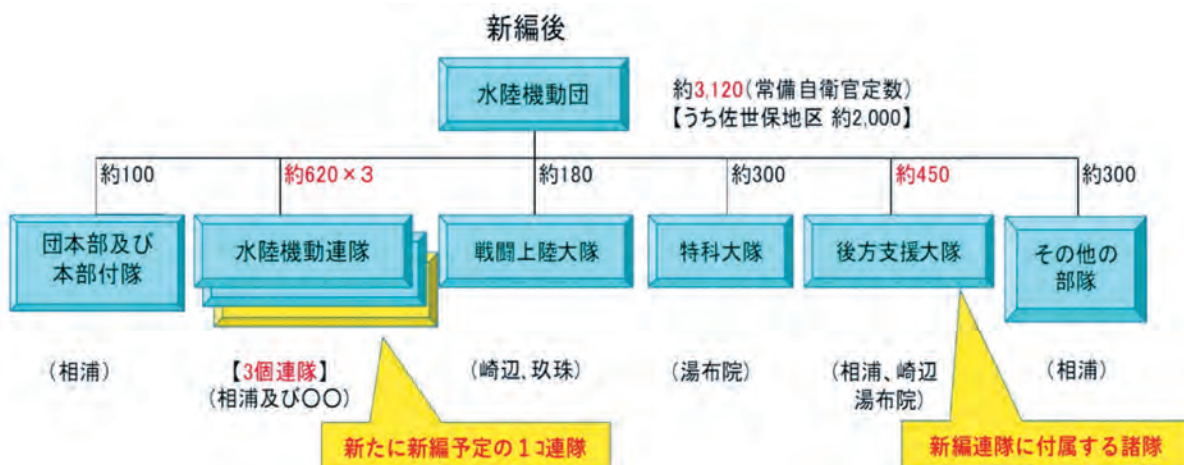 新編後
水陸機動団
約3,120(常備自衛官定数)
【うち佐世保地区 約2,000】
約100
約620×3
約180
約300
約450
約300
団本部及び
本部付隊
水陸機動連隊
戦闘上陸大隊
特科大隊
後方支援大隊
その他の
部隊
(相浦)
【3個連隊】
(相浦及び〇〇)
(崎辺、玖珠)
(湯布院)
(相浦、崎辺
湯布院)
(相浦)
新たに新編予定の1コ連隊
新編連隊に付属する諸隊